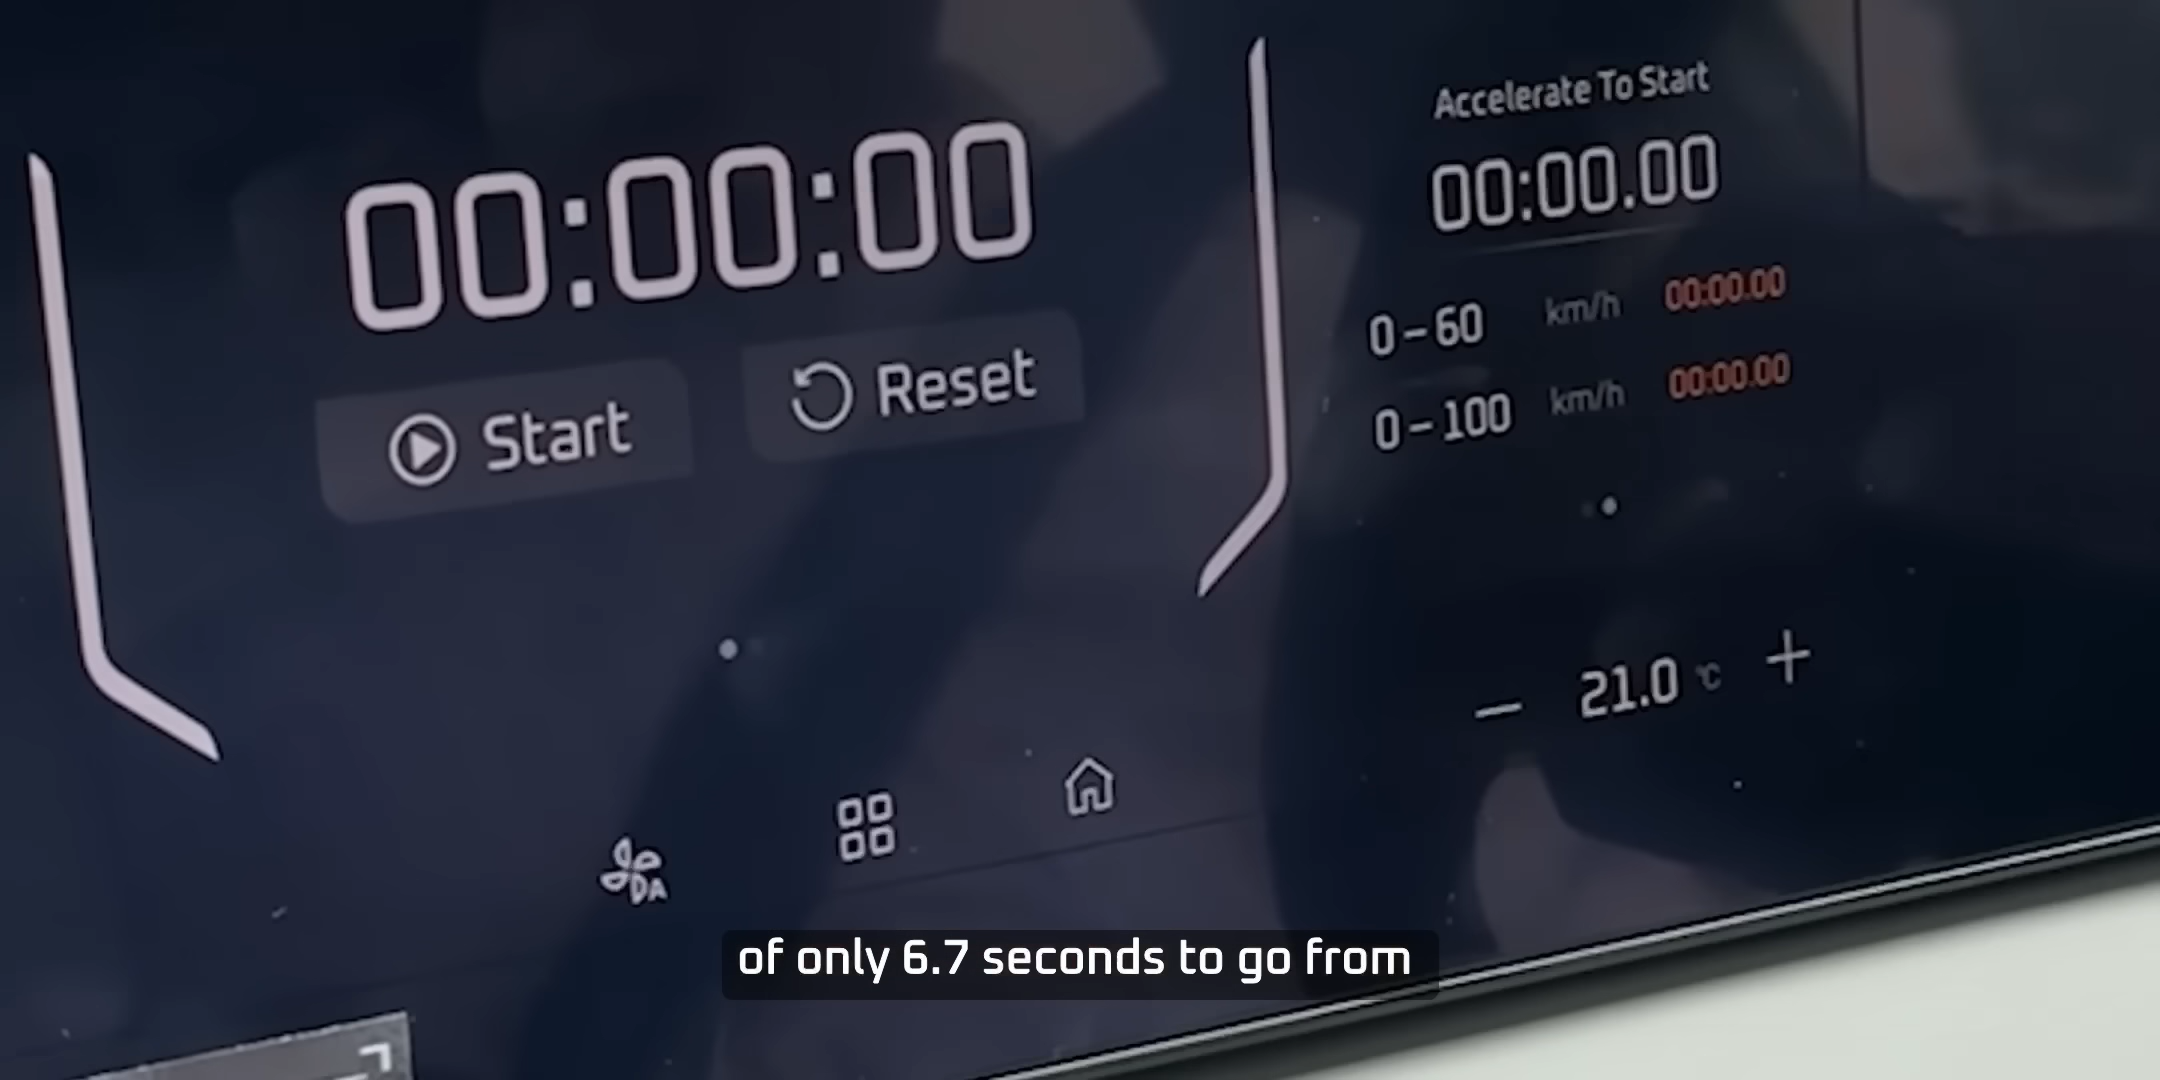 Accelerate To Start
00:00:00
00:00.00
0-60 km/h 00:00.00
0-100 km/h 00:00.00
Start
Reset
21.0 °C
DA
of only 6.7 seconds to go from